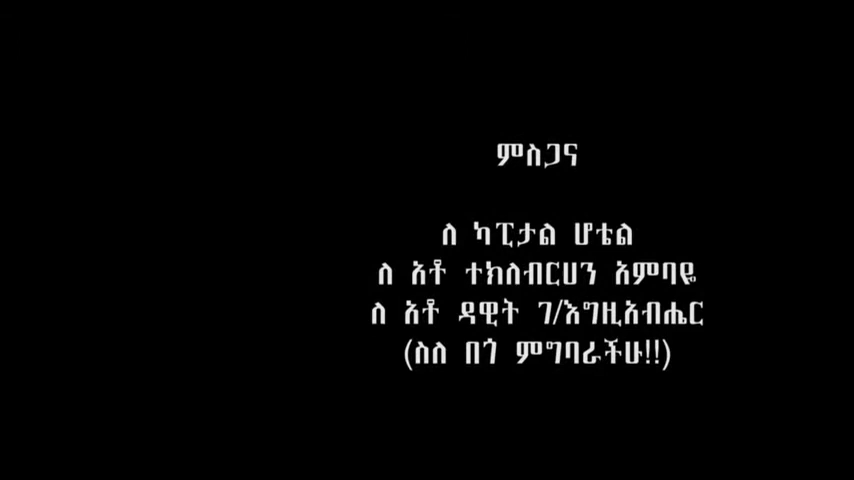 ምስጋና
ለ ካፒታል ሆቴል
ለ አቶ ተክለብርሀን አምባዬ
ለ አቶ ዳዊት ገ/እግዚአብሔር
(ስለ በጎ ምግባራችሁ!!)